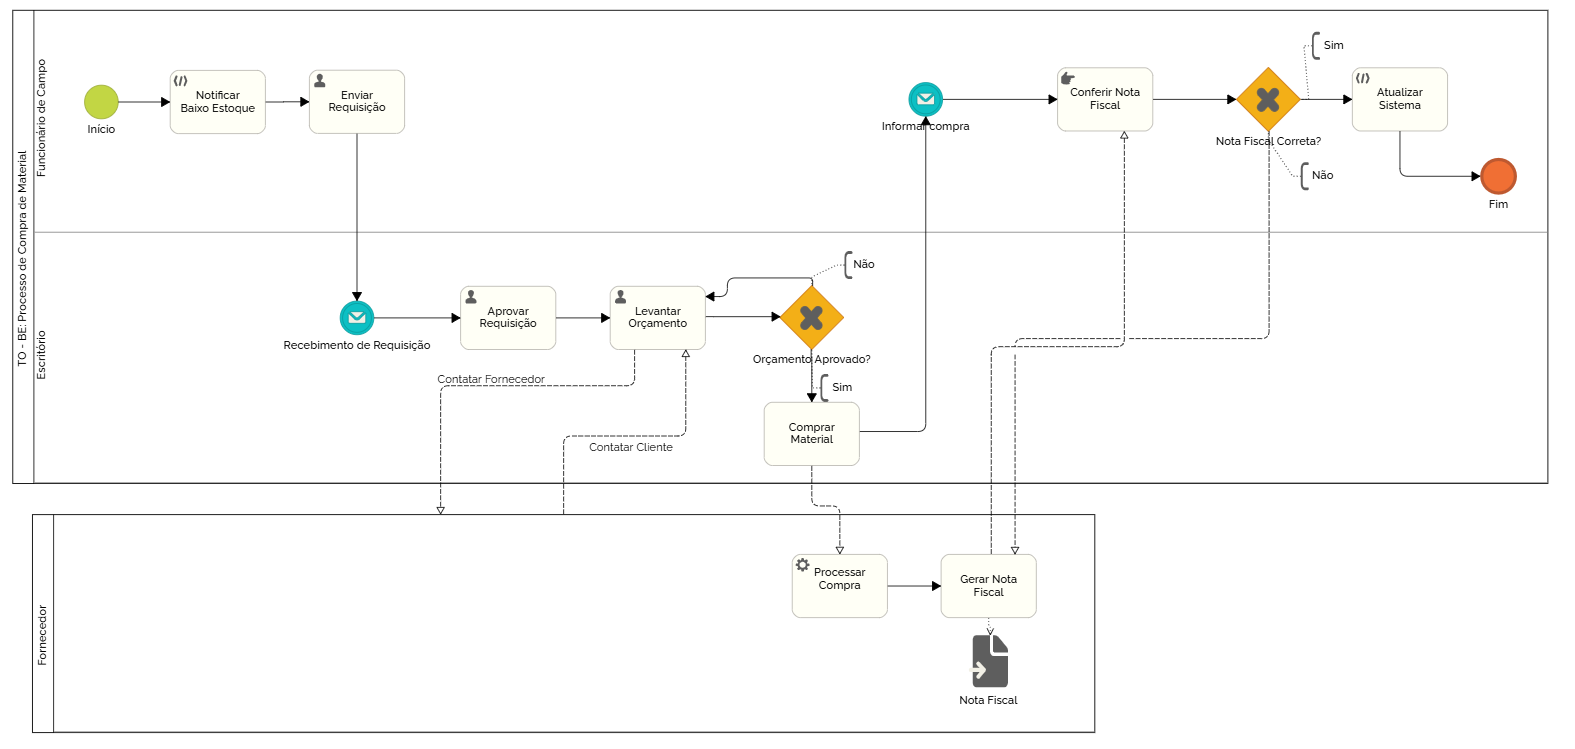 TO - BE: Processo de Compra de Material
Funcionário de Campo
Início
Notificar
Baixo Estoque
Enviar
Requisição
Informar compra
Conferir Nota
Fiscal
Nota Fiscal Correta?
Sim
Não
Atualizar
Sistema
Fim
Escritório
Recebimento de Requisição
Aprovar
Requisição
Levantar
Orçamento
Não
Orçamento Aprovado?
Sim
Contatar Fornecedor
Contatar Cliente
Comprar
Material
Fornecedor
Processar
Compra
Gerar Nota
Fiscal
Nota Fiscal